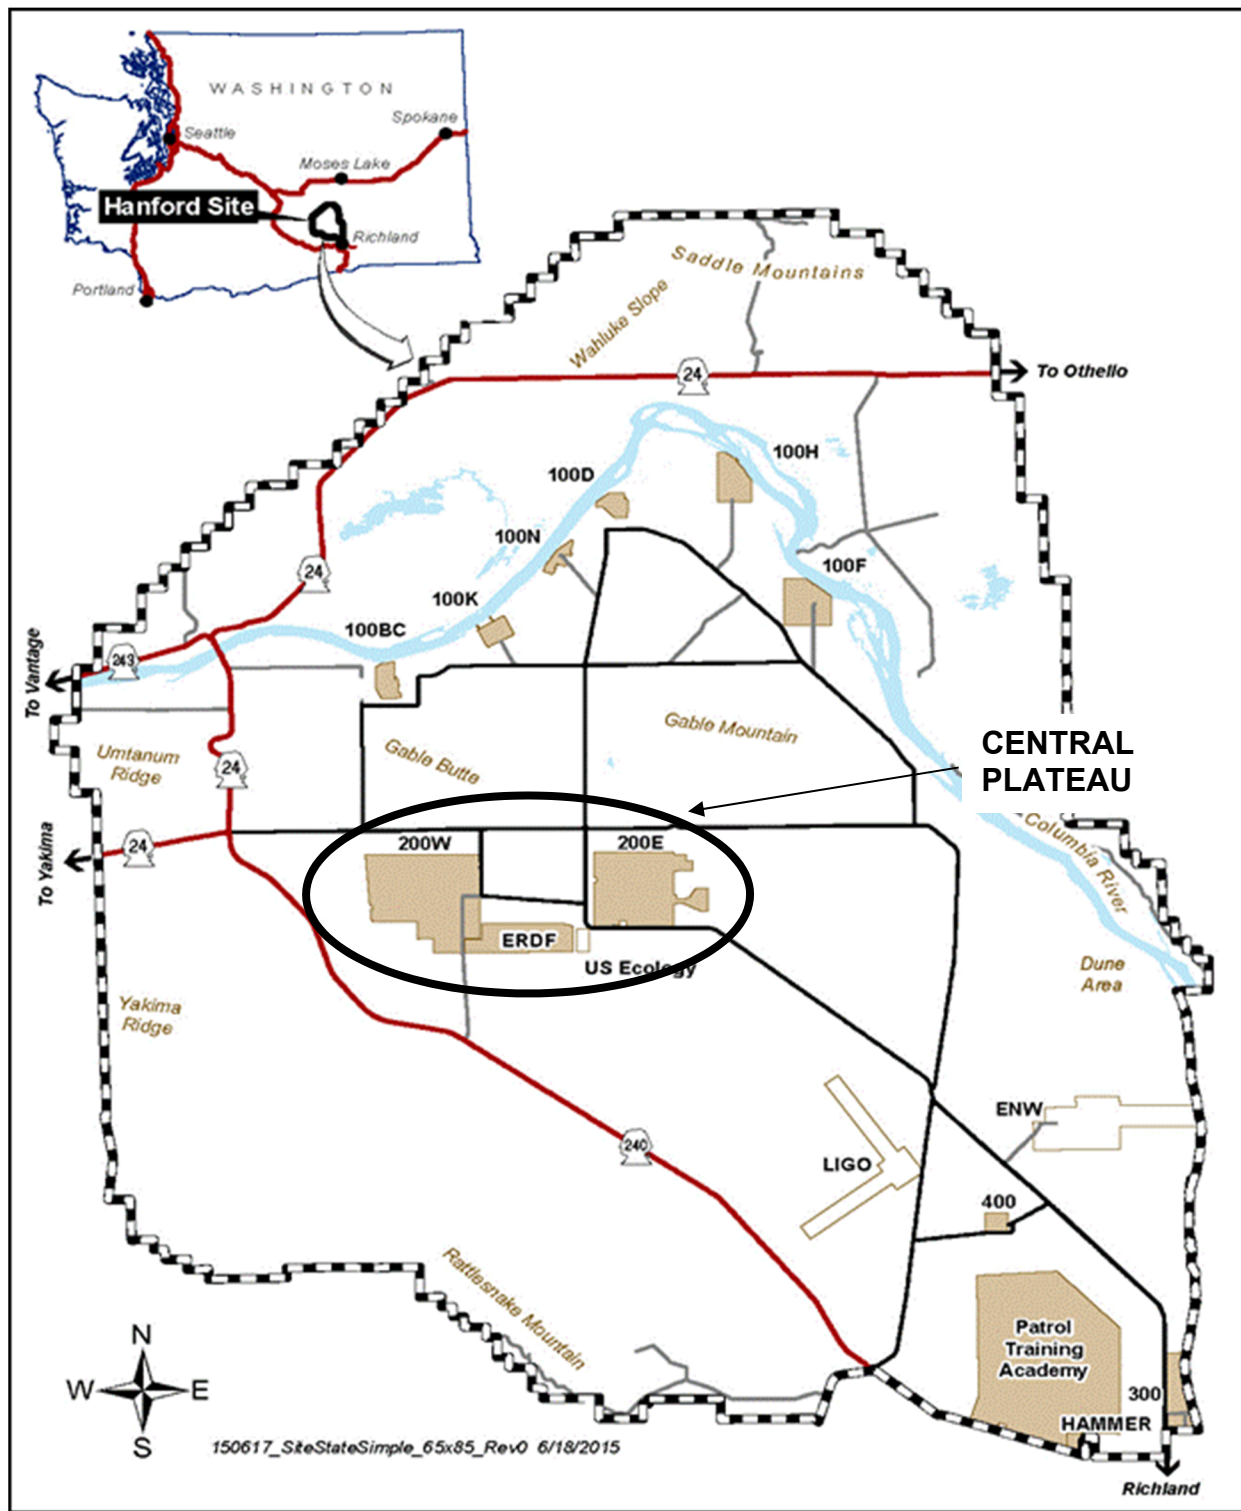 WASHINGTON
Spokane
Seattle
Moses Lake
Hanford Site
Richland
Portland
Saddle Mountains
Wahluke Slope
24
To Othello
100H
100D
100N
100F
24
100K
100BC
243
To Vantage
Gable Mountain
CENTRAL
PLATEAU
Umtanum
Ridge
Gable Butte
24
24
To Yakima
200W
200E
Columbia River
ERDF
US Ecology
Dune
Area
Yakima
Ridge
ENW
240
LIGO
400
Rattlesnake Mountain
Patrol
Training
Academy
300
HAMMER
N
W
E
S
150617_SiteStateSimple_65x85_Rev0 6/18/2015
Richland